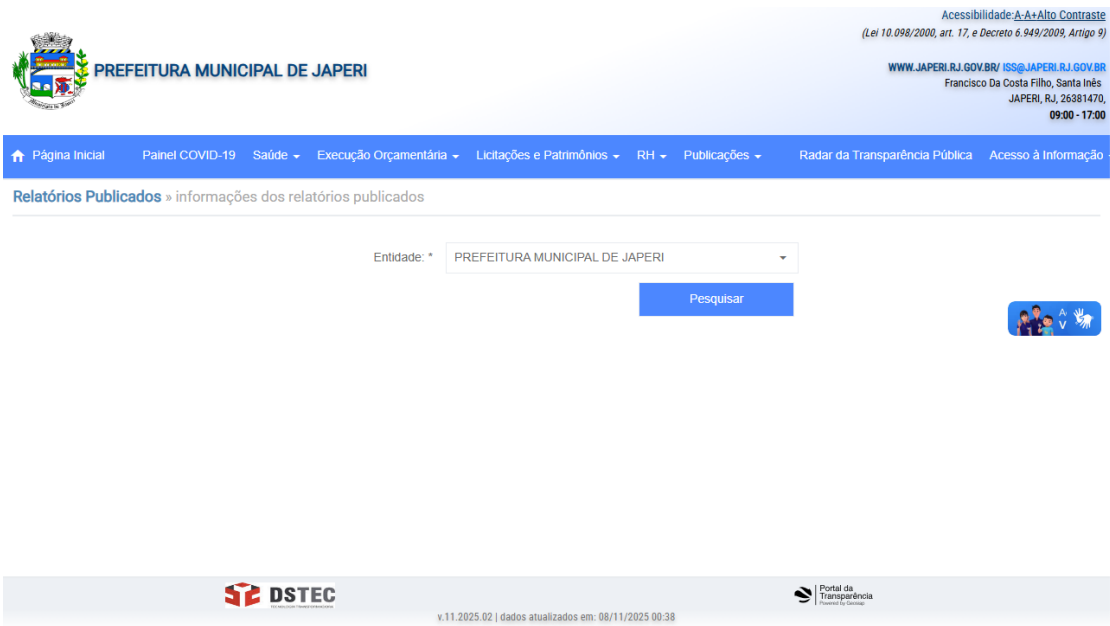 Acessibilidade:A-A+Alto Contraste
(Lei 10.098/2000, art. 17, e Decreto 6.949/2009, Artigo 9)
PREFEITURA MUNICIPAL DE JAPERI
WWW.JAPERI.RJ.GOV.BR/ ISS@JAPERI.RJ.GOV.BR
Francisco Da Costa Filho, Santa Inês
JAPERI, RJ, 26381470,
09:00 - 17:00
Página Inicial Painel COVID-19 Saúde Execução Orçamentária Licitações e Patrimônios RH Publicações Radar da Transparência Pública Acesso à Informação
Relatórios Publicados » informações dos relatórios publicados
Entidade: * PREFEITURA MUNICIPAL DE JAPERI
Pesquisar
A
V
DSTEC
Portal da
Transparência
Powered by Geosiap
v.11.2025.02 | dados atualizados em: 08/11/2025 00:38